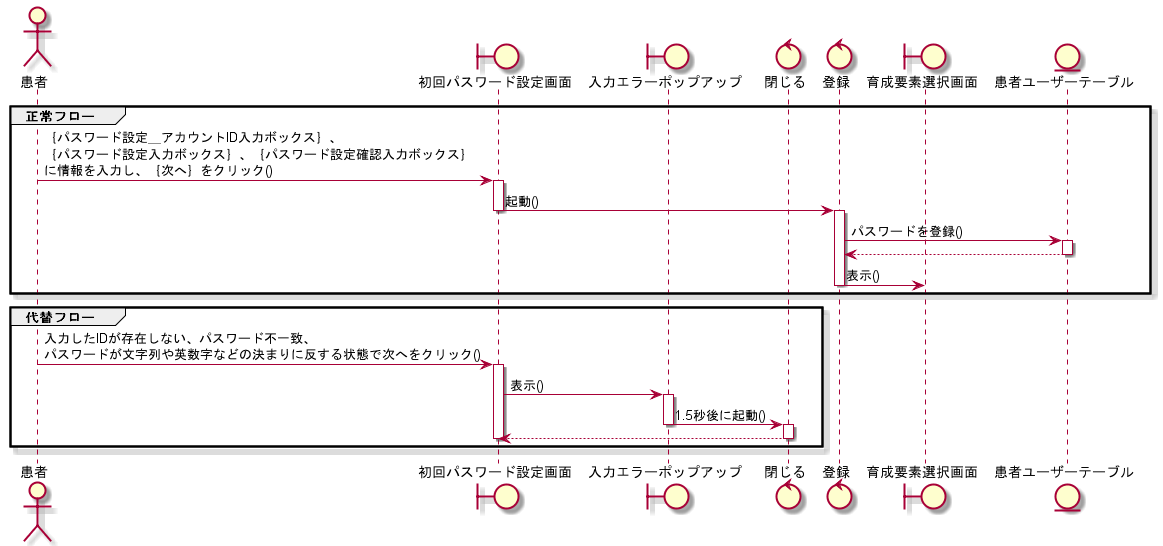 患者
初回パスワード設定画面
入力エラーポップアップ
閉じる
登録
育成要素選択画面
患者ユーザーテーブル
正常フロー
｛パスワード設定__アカウントID入力ボックス｝、
｛パスワード設定入力ボックス｝、｛パスワード設定確認入力ボックス｝
に情報を入力し、｛次へ｝をクリック()
起動()
パスワードを登録()
表示()
代替フロー
入力したIDが存在しない、パスワード不一致、
パスワードが文字列や英数字などの決まりに反する状態で次へをクリック()
表示()
1.5秒後に起動()
患者
初回パスワード設定画面
入力エラーポップアップ
閉じる
登録
育成要素選択画面
患者ユーザーテーブル